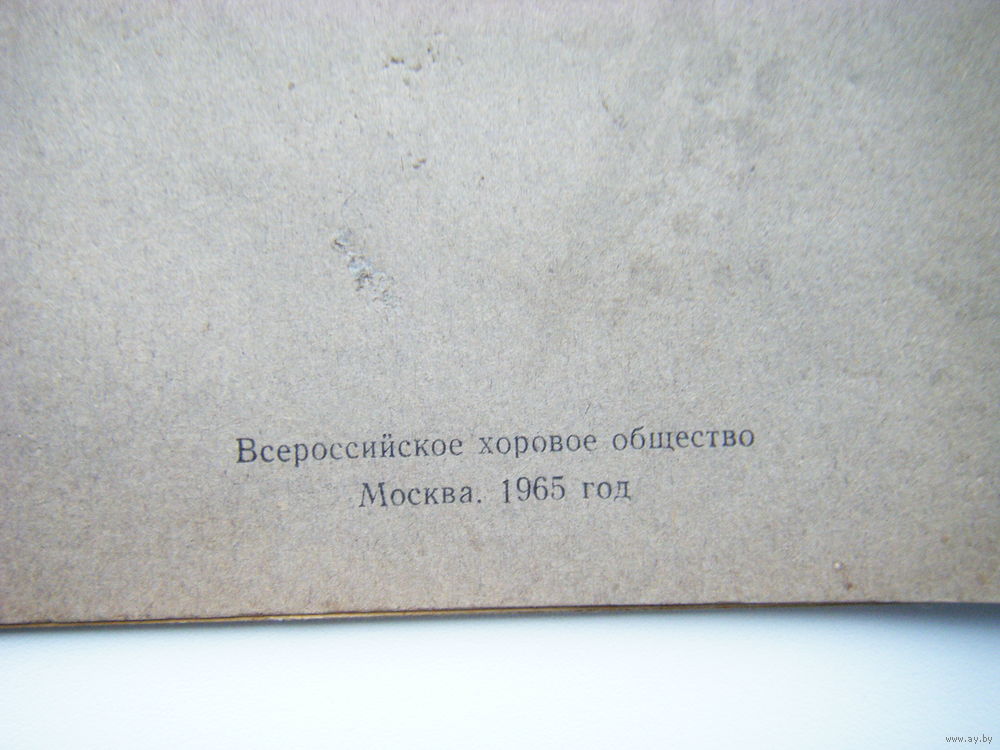 Всероссийское хоровое общество
Москва. 1965 год
www.ay.by